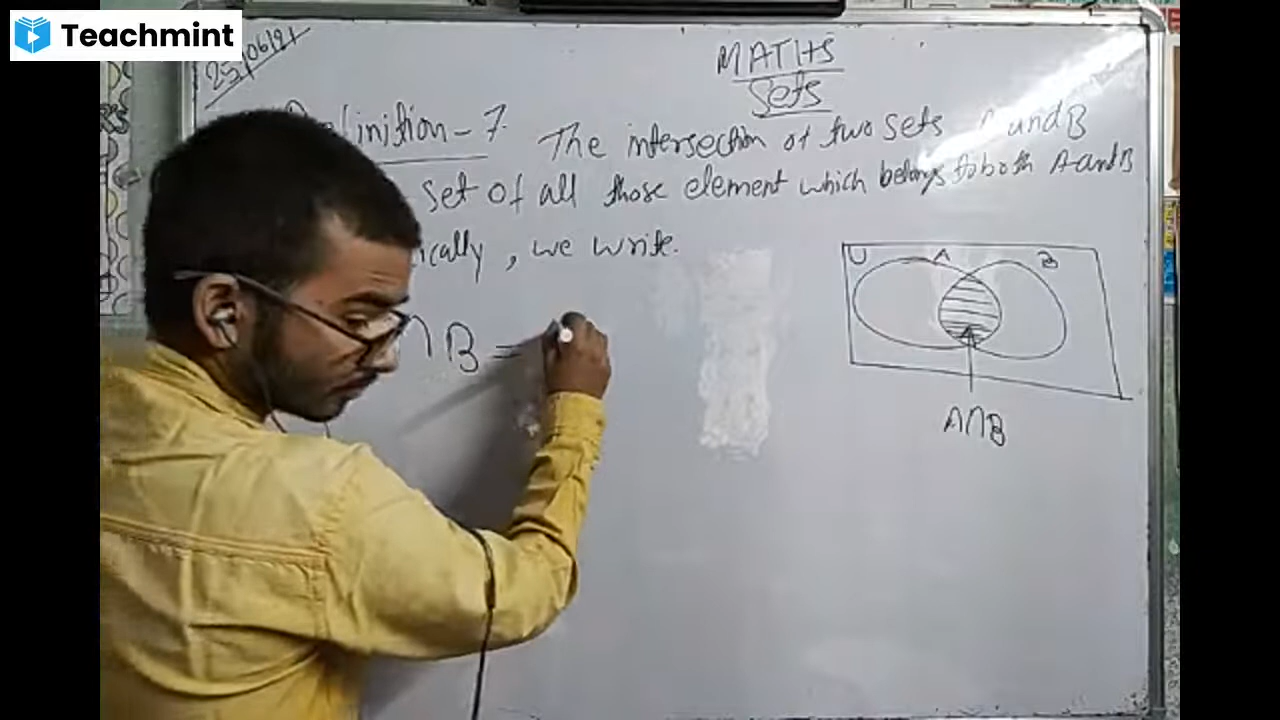 Teachmint
25/06/21
MATHS
Sets
Definition - 7. The intersection of two sets A and B
set of all those element which belongs to both A and B
ically, we write.
U A B
∩ B =
A∩B